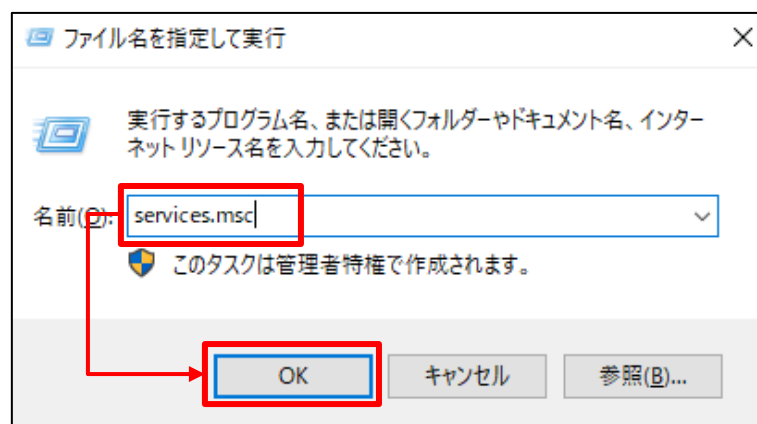 ファイル名を指定して実行
実行するプログラム名、または開くフォルダーやドキュメント名、インター
ネット リソース名を入力してください。
名前(O): services.msc
このタスクは管理者特権で作成されます。
OK キャンセル 参照(B)...